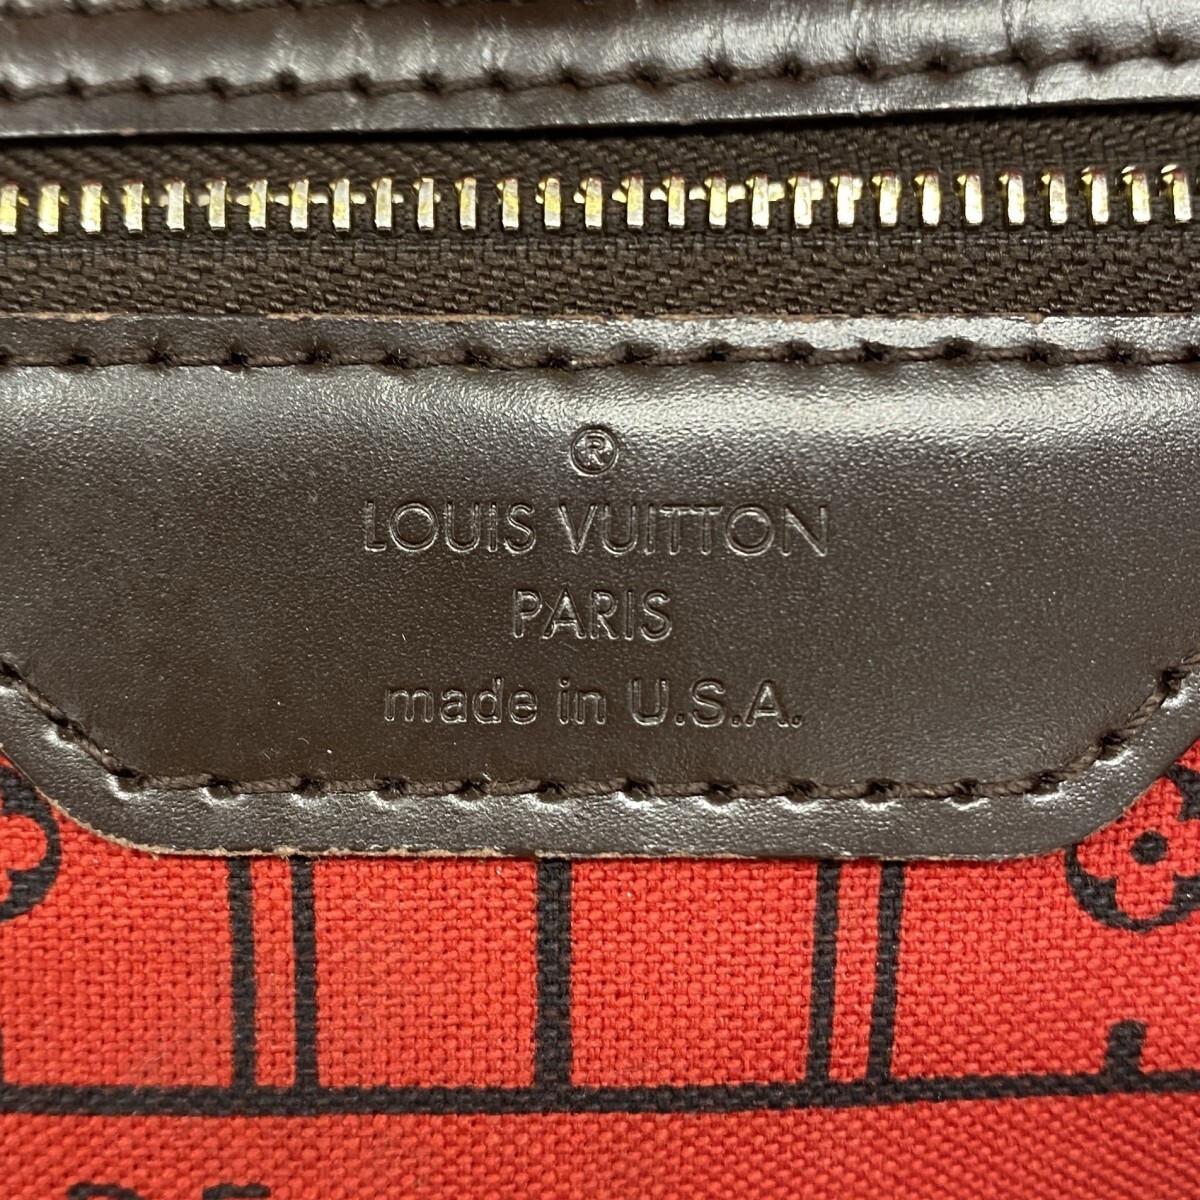 ®
LOUIS VUITTON
PARIS
made in U.S.A.